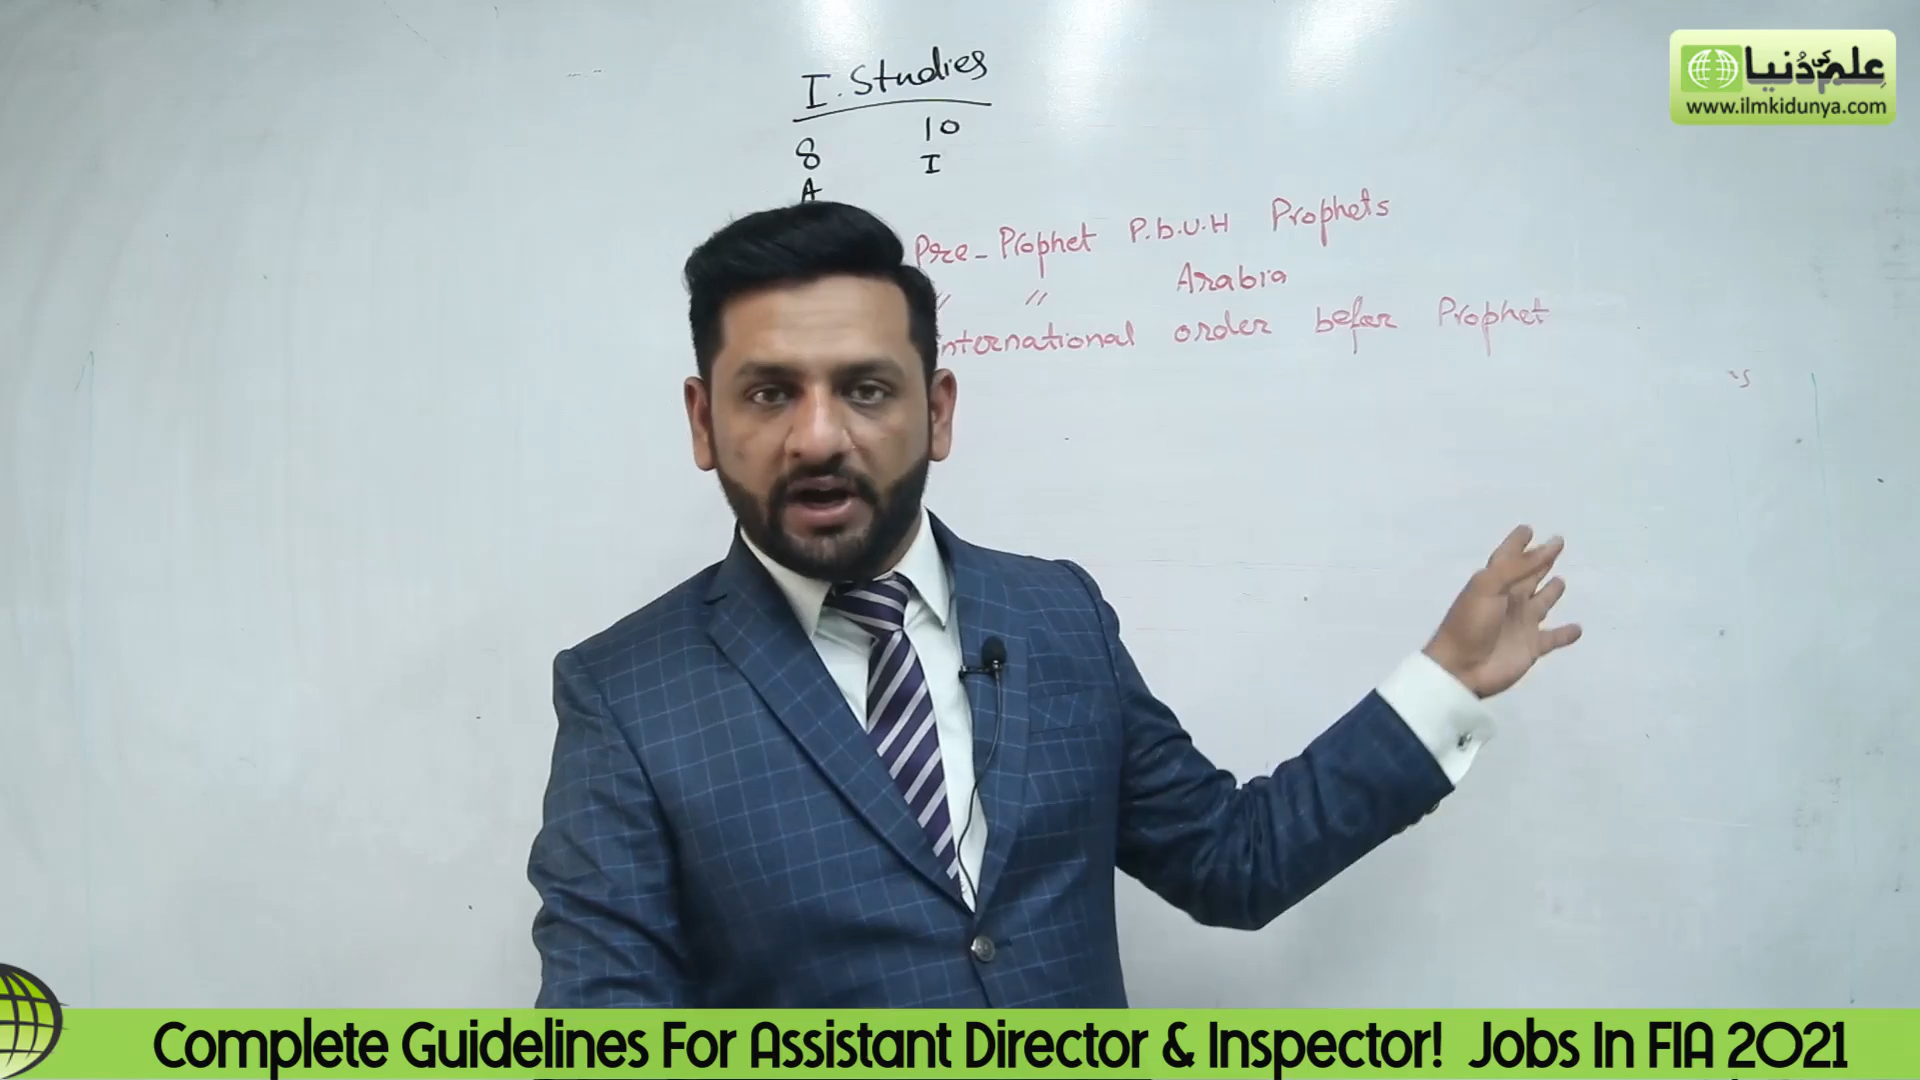 I. Studies
8 10
A I
Pre-Prophet P.b.U.H Prophets
" " Arabia
International order befor Prophet
علم کی دُنیا
www.ilmkidunya.com
Complete Guidelines For Assistant Director & Inspector! Jobs In FIA 2021